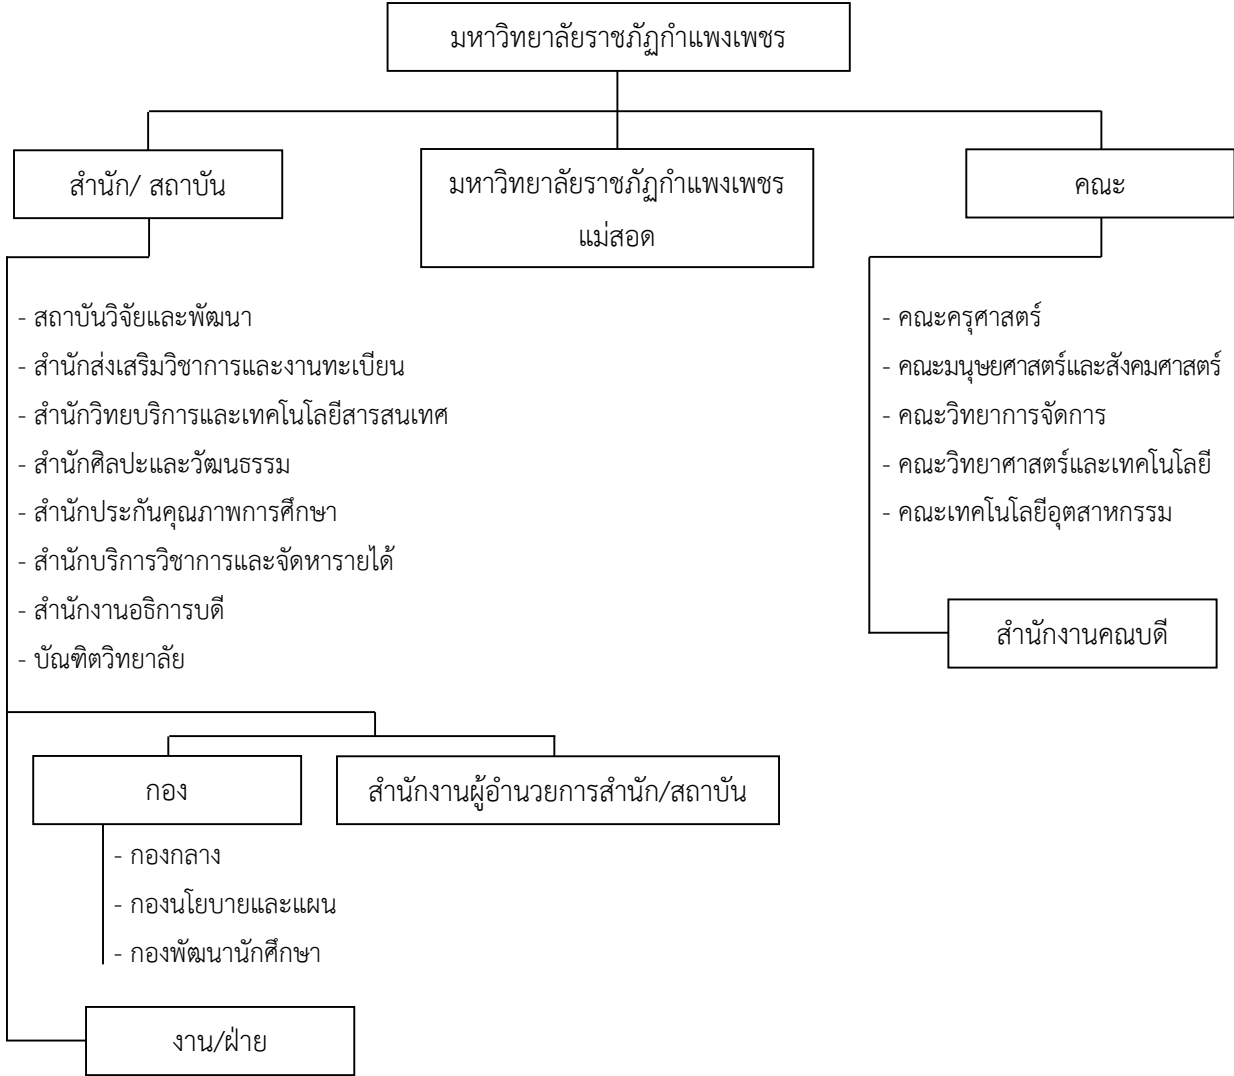 มหาวิทยาลัยราชภัฏกำแพงเพชร
สำนัก/ สถาบัน
มหาวิทยาลัยราชภัฏกำแพงเพชร
แม่สอด
คณะ
- สถาบันวิจัยและพัฒนา
- สำนักส่งเสริมวิชาการและงานทะเบียน
- สำนักวิทยบริการและเทคโนโลยีสารสนเทศ
- สำนักศิลปะและวัฒนธรรม
- สำนักประกันคุณภาพการศึกษา
- สำนักบริการวิชาการและจัดหารายได้
- สำนักงานอธิการบดี
- บัณฑิตวิทยาลัย
- คณะครุศาสตร์
- คณะมนุษยศาสตร์และสังคมศาสตร์
- คณะวิทยาการจัดการ
- คณะวิทยาศาสตร์และเทคโนโลยี
- คณะเทคโนโลยีอุตสาหกรรม
สำนักงานคณบดี
กอง
สำนักงานผู้อำนวยการสำนัก/สถาบัน
- กองกลาง
- กองนโยบายและแผน
- กองพัฒนานักศึกษา
งาน/ฝ่าย